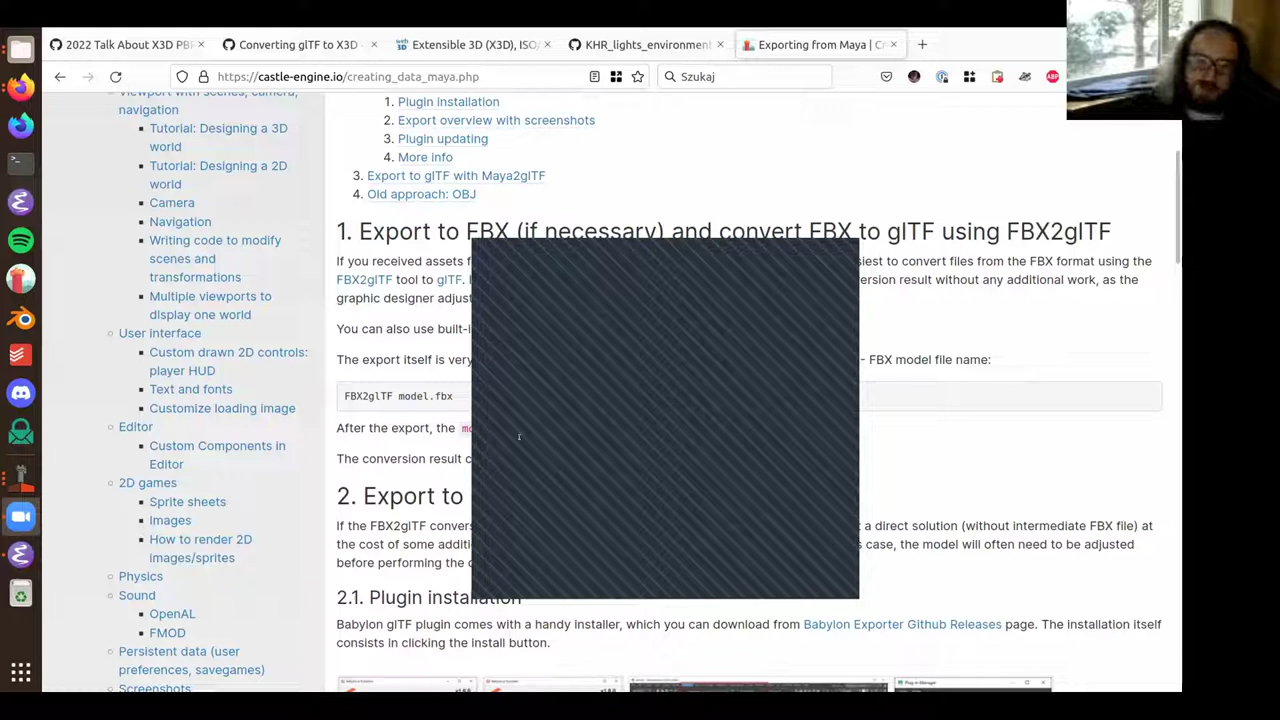 2022 Talk About X3D PB
Converting glTF to X3D
Extensible 3D (X3D), ISO/
KHR_lights_environment
Exporting from Maya | C
https://castle-engine.io/creating_data_maya.php
Szukaj
ABP
Viewport with scenes, camera,
navigation
Tutorial: Designing a 3D
world
Tutorial: Designing a 2D
world
Camera
Navigation
Writing code to modify
scenes and
transformations
Multiple viewports to
display one world
User interface
Custom drawn 2D controls:
player HUD
Text and fonts
Customize loading image
Editor
Custom Components in
Editor
2D games
Sprite sheets
Images
How to render 2D
images/sprites
Physics
Sound
OpenAL
FMOD
Persistent data (user
preferences, savegames)
Screenshots
1. Plugin installation
2. Export overview with screenshots
3. Plugin updating
4. More info
3. Export to glTF with Maya2glTF
4. Old approach: OBJ
1. Export to FBX (if necessary) and convert FBX to glTF using FBX2glTF
If you received assets f siest to convert files from the FBX format using the
FBX2glTF tool to glTF. version result without any additional work, as the
graphic designer adjust
You can also use built-i
The export itself is very - FBX model file name:
FBX2glTF model.fbx
After the export, the
The conversion result c
2. Export to
If the FBX2glTF conver a direct solution (without intermediate FBX file) at
the cost of some additi s case, the model will often need to be adjusted
before performing the c
2.1. Plugin installation
Babylon glTF plugin comes with a handy installer, which you can download from Babylon Exporter Github Releases page. The installation itself
consists in clicking the install button.